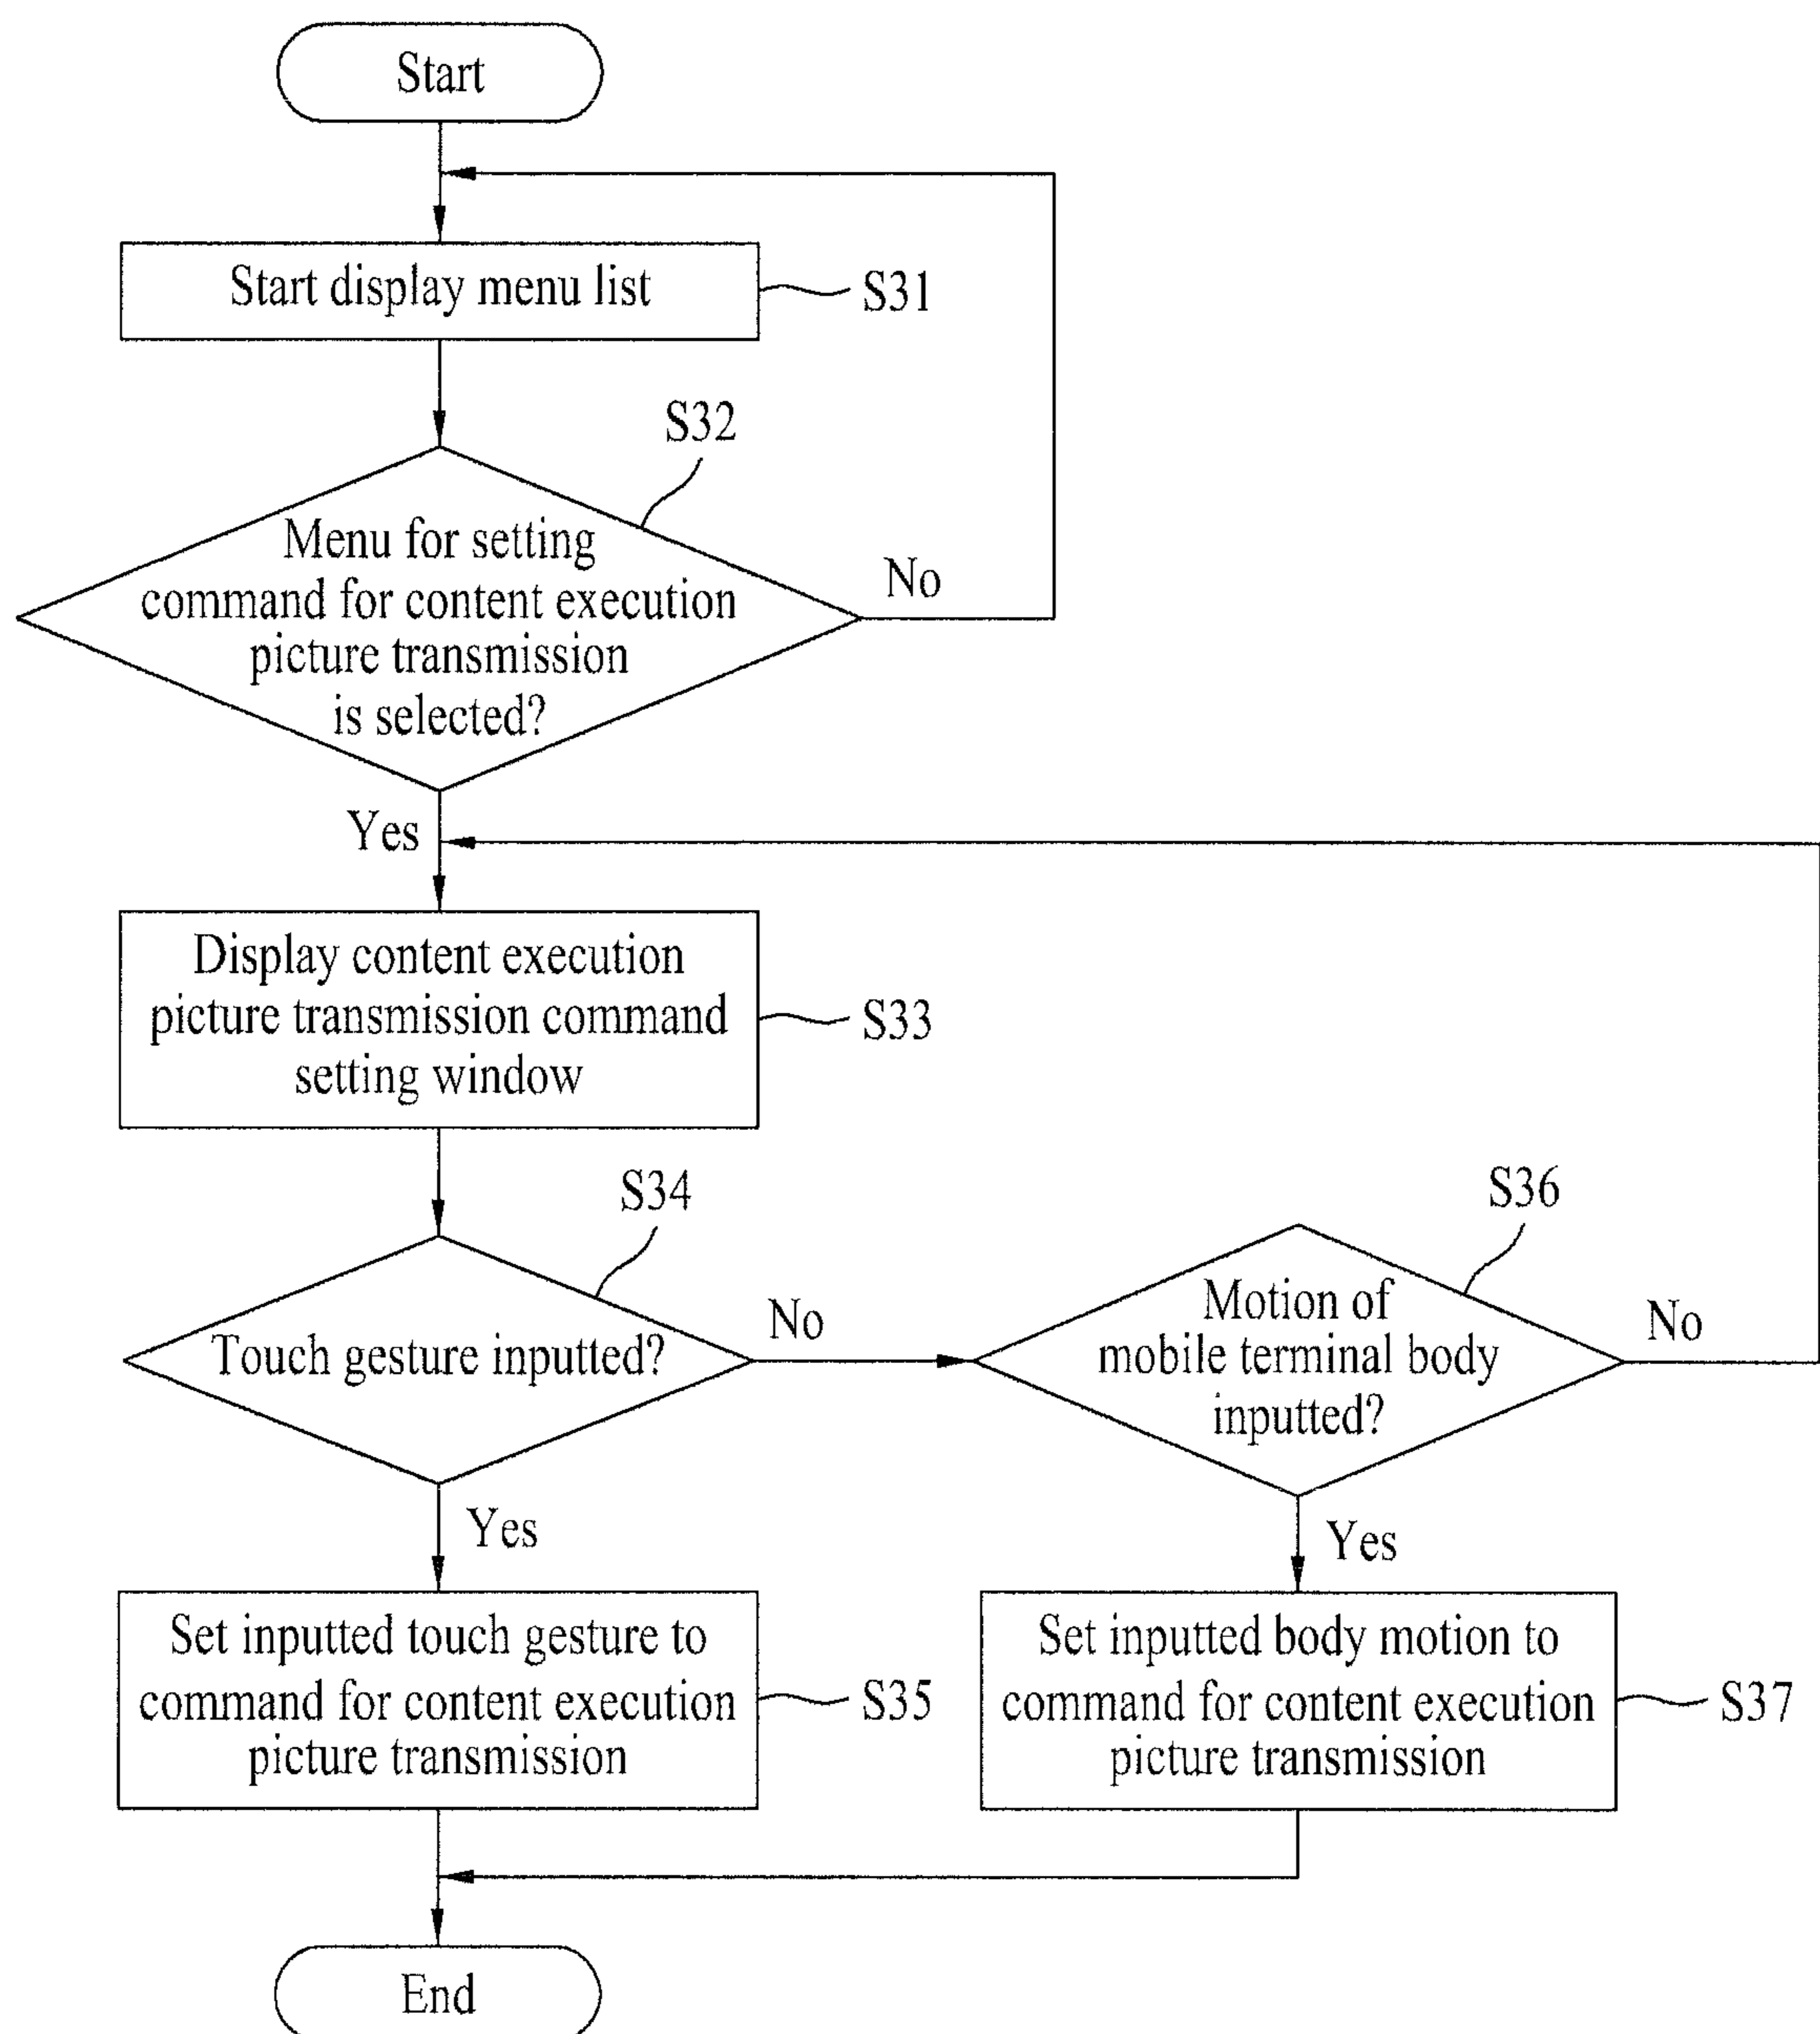 Start
Start display menu list
S31
S32
Menu for setting
command for content execution
picture transmission
is selected?
No
Yes
Display content execution
picture transmission command
setting window
S33
S34
Touch gesture inputted?
No
S36
Motion of
mobile terminal body
inputted?
No
Yes
Yes
Set inputted touch gesture to
command for content execution
picture transmission
S35
Set inputted body motion to
command for content execution
picture transmission
S37
End